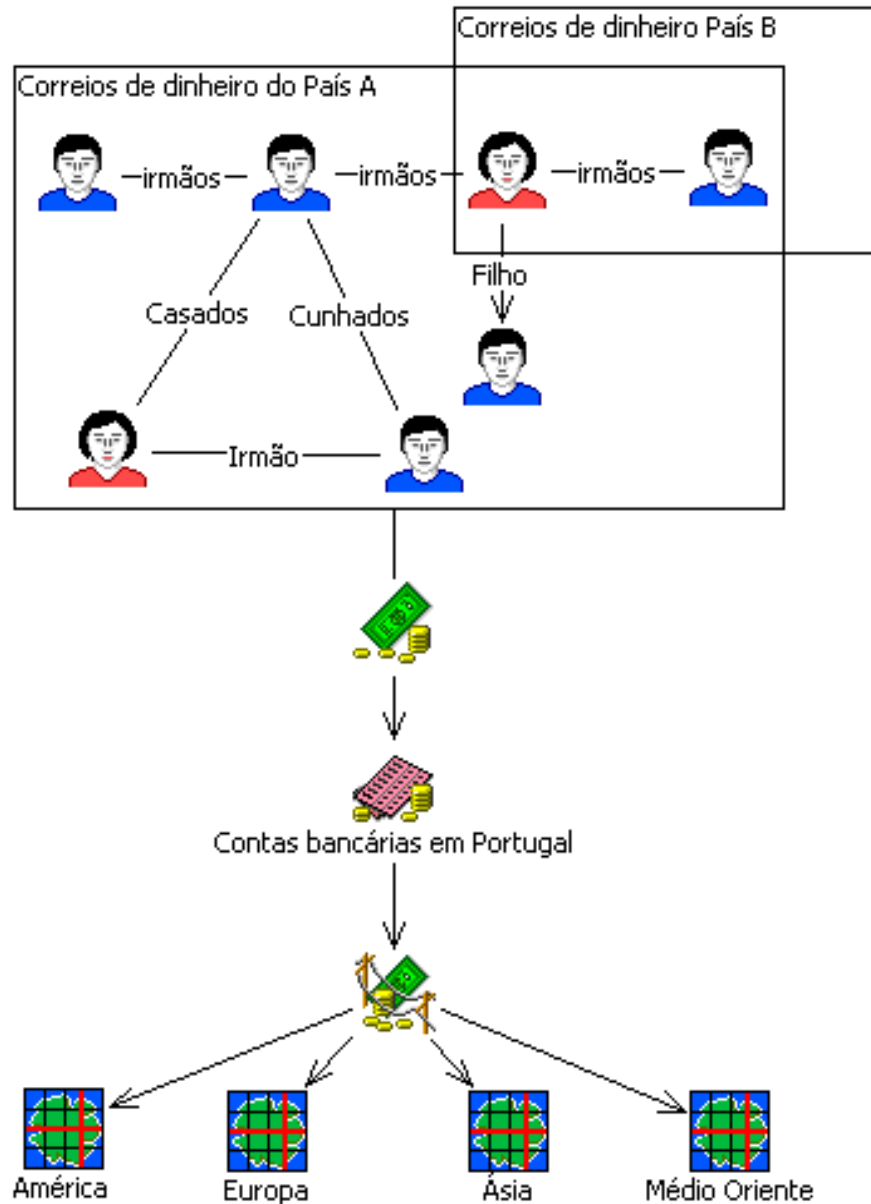 Correios de dinheiro País B
Correios de dinheiro do País A
irmãos
irmãos
irmãos
Filho
Casados
Cunhados
Irmão
Contas bancárias em Portugal
América
Europa
Ásia
Médio Oriente